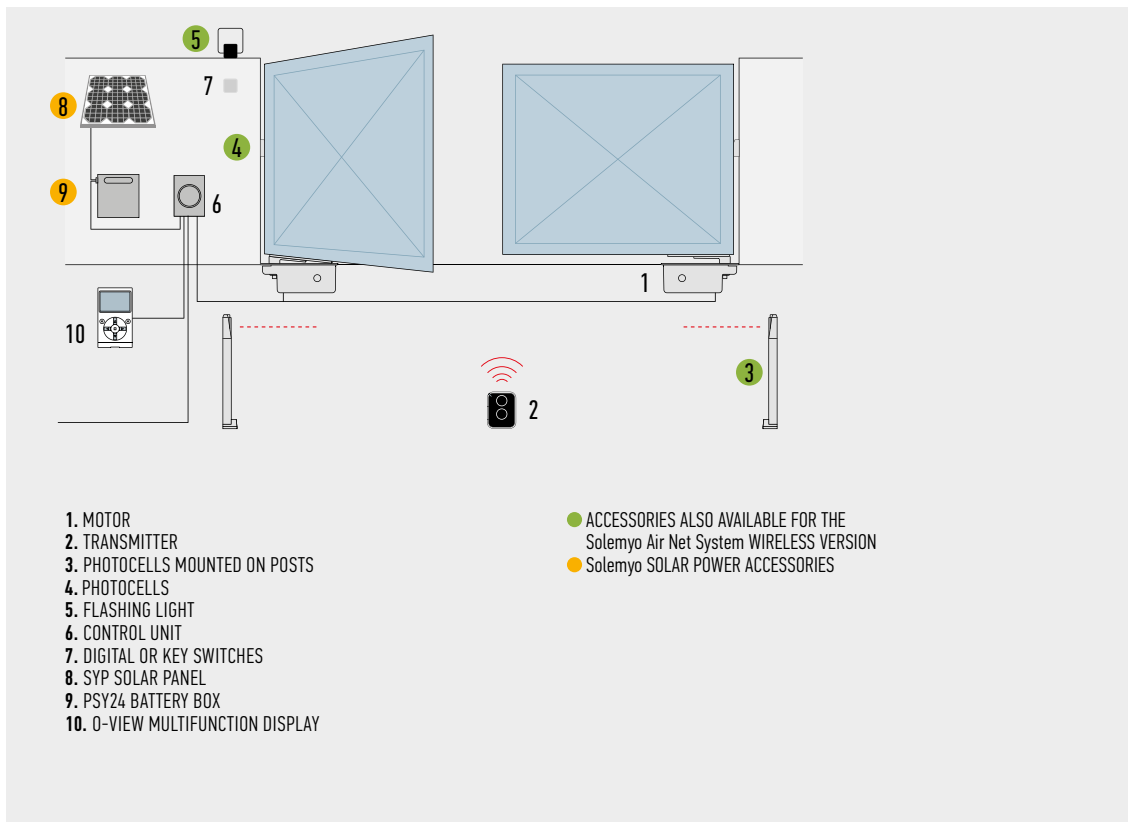 5
7
8
4
9
6
1
10
3
2
1. MOTOR
2. TRANSMITTER
3. PHOTOCELLS MOUNTED ON POSTS
4. PHOTOCELLS
5. FLASHING LIGHT
6. CONTROL UNIT
7. DIGITAL OR KEY SWITCHES
8. SYP SOLAR PANEL
9. PSY24 BATTERY BOX
10. O-VIEW MULTIFUNCTION DISPLAY
ACCESSORIES ALSO AVAILABLE FOR THE
Solemyo Air Net System WIRELESS VERSION
Solemyo SOLAR POWER ACCESSORIES